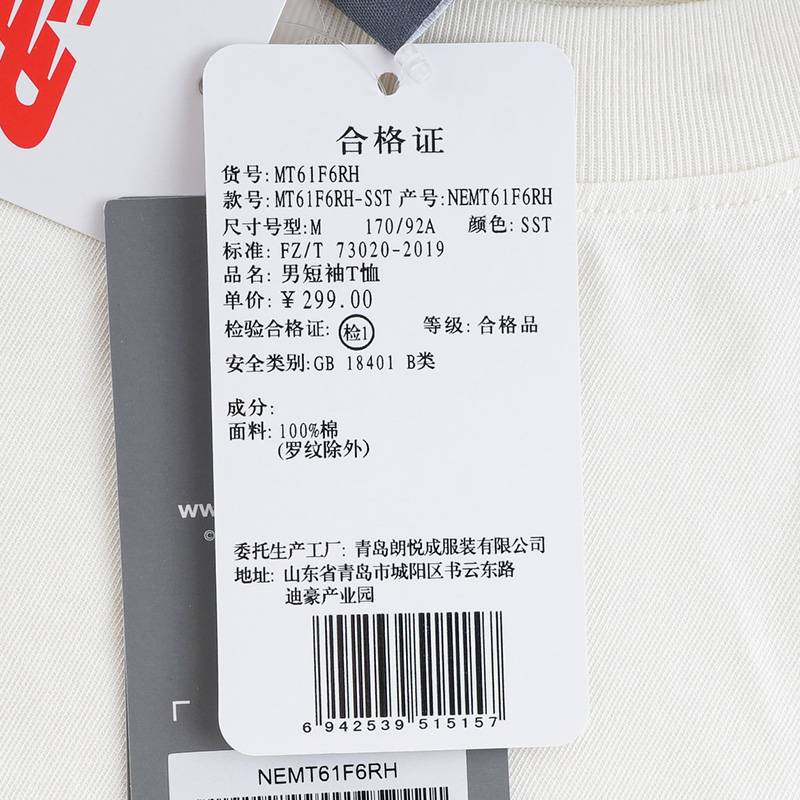 合格证
货号: MT61F6RH
款号: MT61F6RH-SST 产号: NEMT61F6RH
尺寸号型: M 170/92A 颜色: SST
标准: FZ/T 73020-2019
品名: 男短袖T恤
单价: ¥ 299.00
检验合格证: 检1 等级: 合格品
安全类别: GB 18401 B类
成分:
面料: 100%棉
(罗纹除外)
委托生产工厂: 青岛朗悦成服装有限公司
地址: 山东省青岛市城阳区书云东路
迪豪产业园
6 942539 515157
NEMT61F6RH